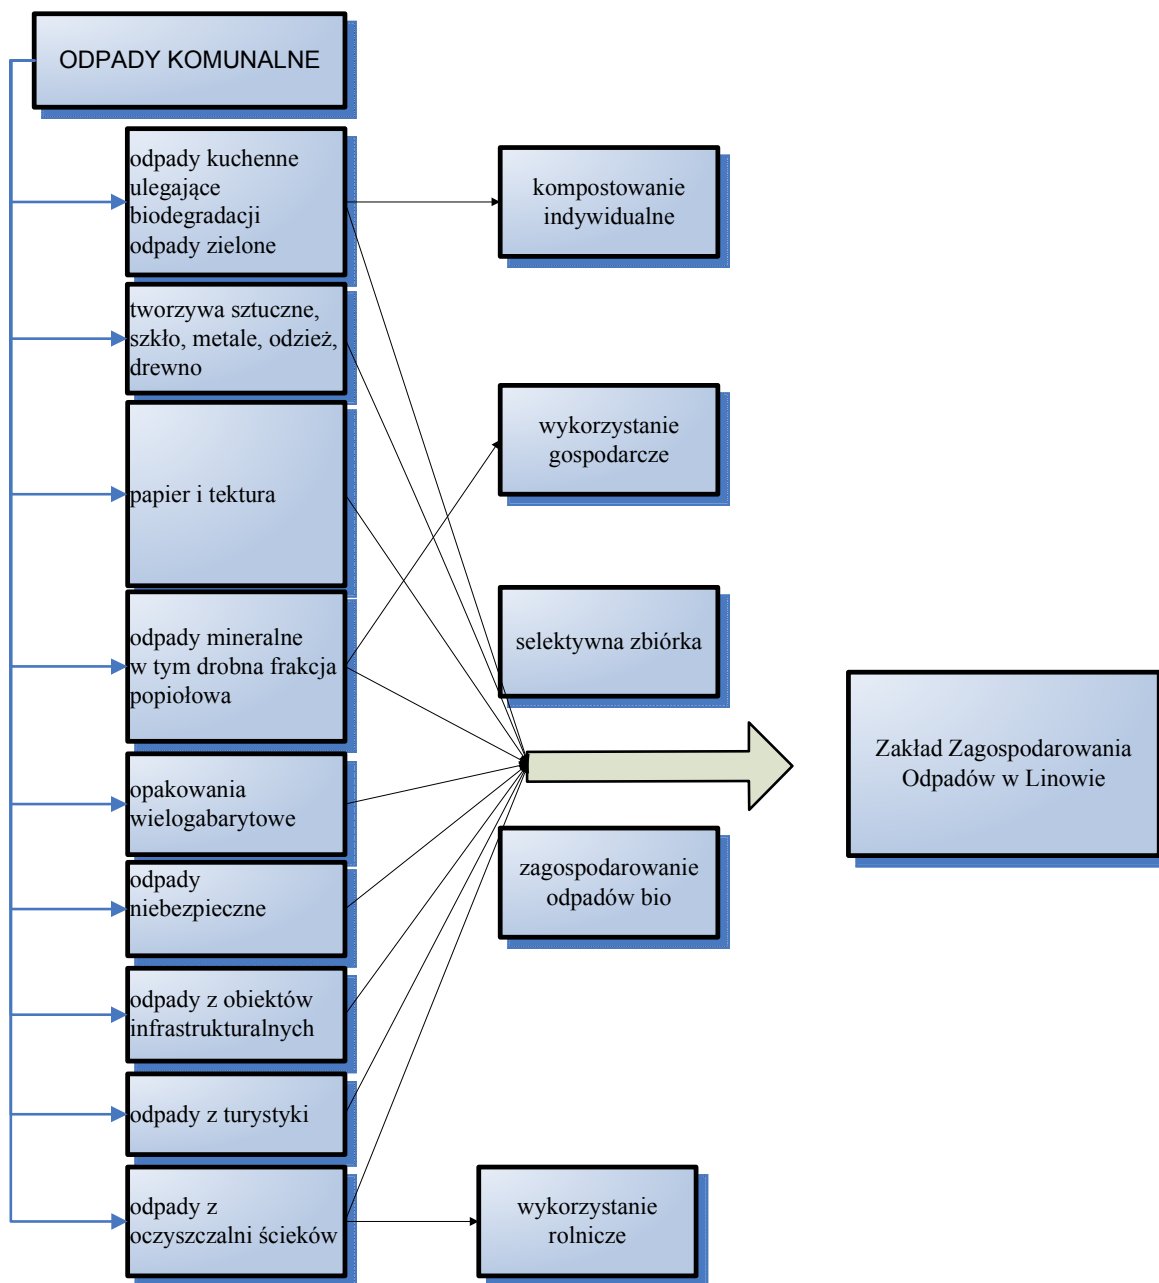 ODPADY KOMUNALNE
odpady kuchenne
ulegające
biodegradacji
odpady zielone
kompostowanie
indywidualne
tworzywa sztuczne,
szkło, metale, odzież,
drewno
wykorzystanie
gospodarcze
papier i tektura
odpady mineralne
w tym drobna frakcja
popiołowa
selektywna zbiórka
Zakład Zagospodarowania
Odpadów w Linowie
opakowania
wielogabarytowe
zagospodarowanie
odpadów bio
odpady
niebezpieczne
odpady z obiektów
infrastrukturalnych
odpady z turystyki
odpady z
oczyszczalni ścieków
wykorzystanie
rolnicze